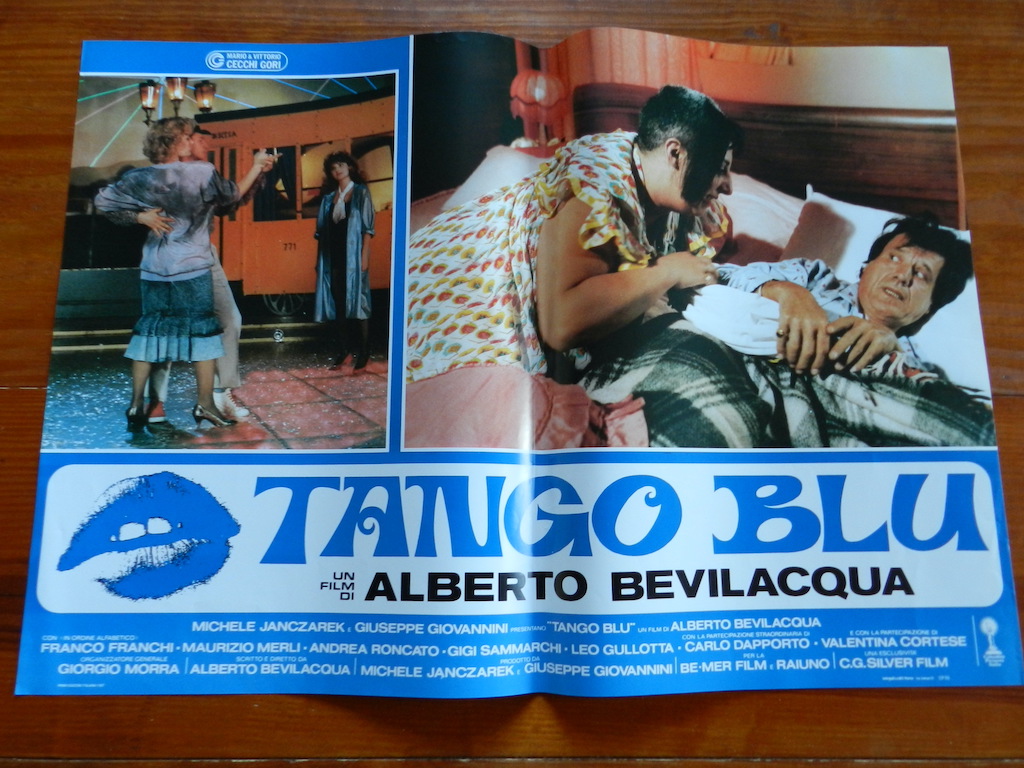 MARIO & VITTORIO
CECCHI GORI
771
TANGO BLU
UN FILM DI ALBERTO BEVILACQUA
MICHELE JANCZAREK E GIUSEPPE GIOVANNINI PRESENTANO "TANGO BLU" UN FILM DI ALBERTO BEVILACQUA
CON -IN ORDINE ALFABETICO- CON LA PARTECIPAZIONE STRAORDINARIA DI E CON LA PARTECIPAZIONE DI
FRANCO FRANCHI · MAURIZIO MERLI · ANDREA RONCATO · GIGI SAMMARCHI · LEO GULLOTTA · CARLO DAPPORTO · VALENTINA CORTESE
ORGANIZZATORE GENERALE SCRITTO E DIRETTO DA PRODOTTO DA PER LA UNA ESCLUSIVITÀ
GIORGIO MORRA ALBERTO BEVILACQUA MICHELE JANCZAREK E GIUSEPPE GIOVANNINI BE·MER FILM E RAIUNO C.G. SILVER FILM